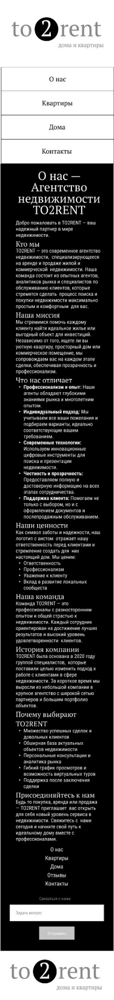 to 2 rent
дома и квартиры
О нас
Квартиры
Дома
Контакты
О нас —
Агентство
недвижимости
TO2RENT
Добро пожаловать в TO2RENT — ваш
надежный партнер в мире
недвижимости.
Кто мы
TO2RENT — это современное агентство
недвижимости, специализирующееся
на аренде и продаже жилой и
коммерческой недвижимости. Наша
команда состоит из опытных агентов,
аналитиков рынка и специалистов по
обслуживанию клиентов, которые
стремятся сделать процесс поиска и
покупки недвижимости максимально
простым и комфортным для вас.
Наша миссия
Мы стремимся помочь каждому
клиенту найти идеальное жилье или
выгодный объект для инвестиций.
Независимо от того, ищете ли вы
уютную квартиру, просторный дом или
коммерческое помещение, мы
сопровождаем вас на каждом этапе
сделки, обеспечивая прозрачность и
профессионализм.
Что нас отличает
• Профессионализм и опыт: Наши
агенты обладают глубокими
знаниями рынка и многолетним
опытом.
• Индивидуальный подход: Мы
учитываем все ваши пожелания и
подбираем варианты, идеально
соответствующие вашим
требованиям.
• Современные технологии:
Используем инновационные
цифровые инструменты для
поиска и презентации
недвижимости.
• Честность и прозрачность:
Предоставляем полную и
достоверную информацию на всех
этапах сотрудничества.
• Поддержка клиента: Помогаем не
только с выбором, но и с
оформлением документов и
послепродажным обслуживанием.
Наши ценности
Как символ заботы и надежности, наш
логотип с аистом отражает нашу
ответственность перед клиентами и
стремление создать для них
настоящий дом. Мы ценим:
• Ответственность
• Профессионализм
• Уважение к клиенту
• Вклад в развитие локальных
сообществ
Наша команда
Команда TO2RENT — это
профессионалы с разносторонним
опытом и общей страстью к
недвижимости. Каждый сотрудник
ориентирован на достижение лучших
результатов и высокий уровень
удовлетворенности клиентов.
История компании
TO2RENT была основана в 2020 году
группой специалистов, которые
поставили целью изменить подход к
работе с клиентами в сфере
недвижимости. За короткое время мы
выросли из небольшой компании в
крупное агентство с широкой сетью
партнеров и большим портфолио
объектов.
Почему выбирают
TO2RENT
• Множество успешных сделок и
довольных клиентов
• Обширная база актуальных
объектов недвижимости
• Персональные консультации и
аналитика рынка
• Гибкий график просмотров и
возможность виртуальных туров
• Поддержка после заключения
сделки
Присоединяйтесь к нам
Будь то покупка, аренда или продажа
— TO2RENT приглашает вас открыть
для себя новый уровень сервиса в
недвижимости. Свяжитесь с нами
сегодня и начните свой путь к
идеальному дому вместе с
профессионалами.
О нас
Квартиры
Дома
Отзывы
Контакты
Связаться с нами
Задать вопрос
Отправить
to 2 rent
дома и квартиры